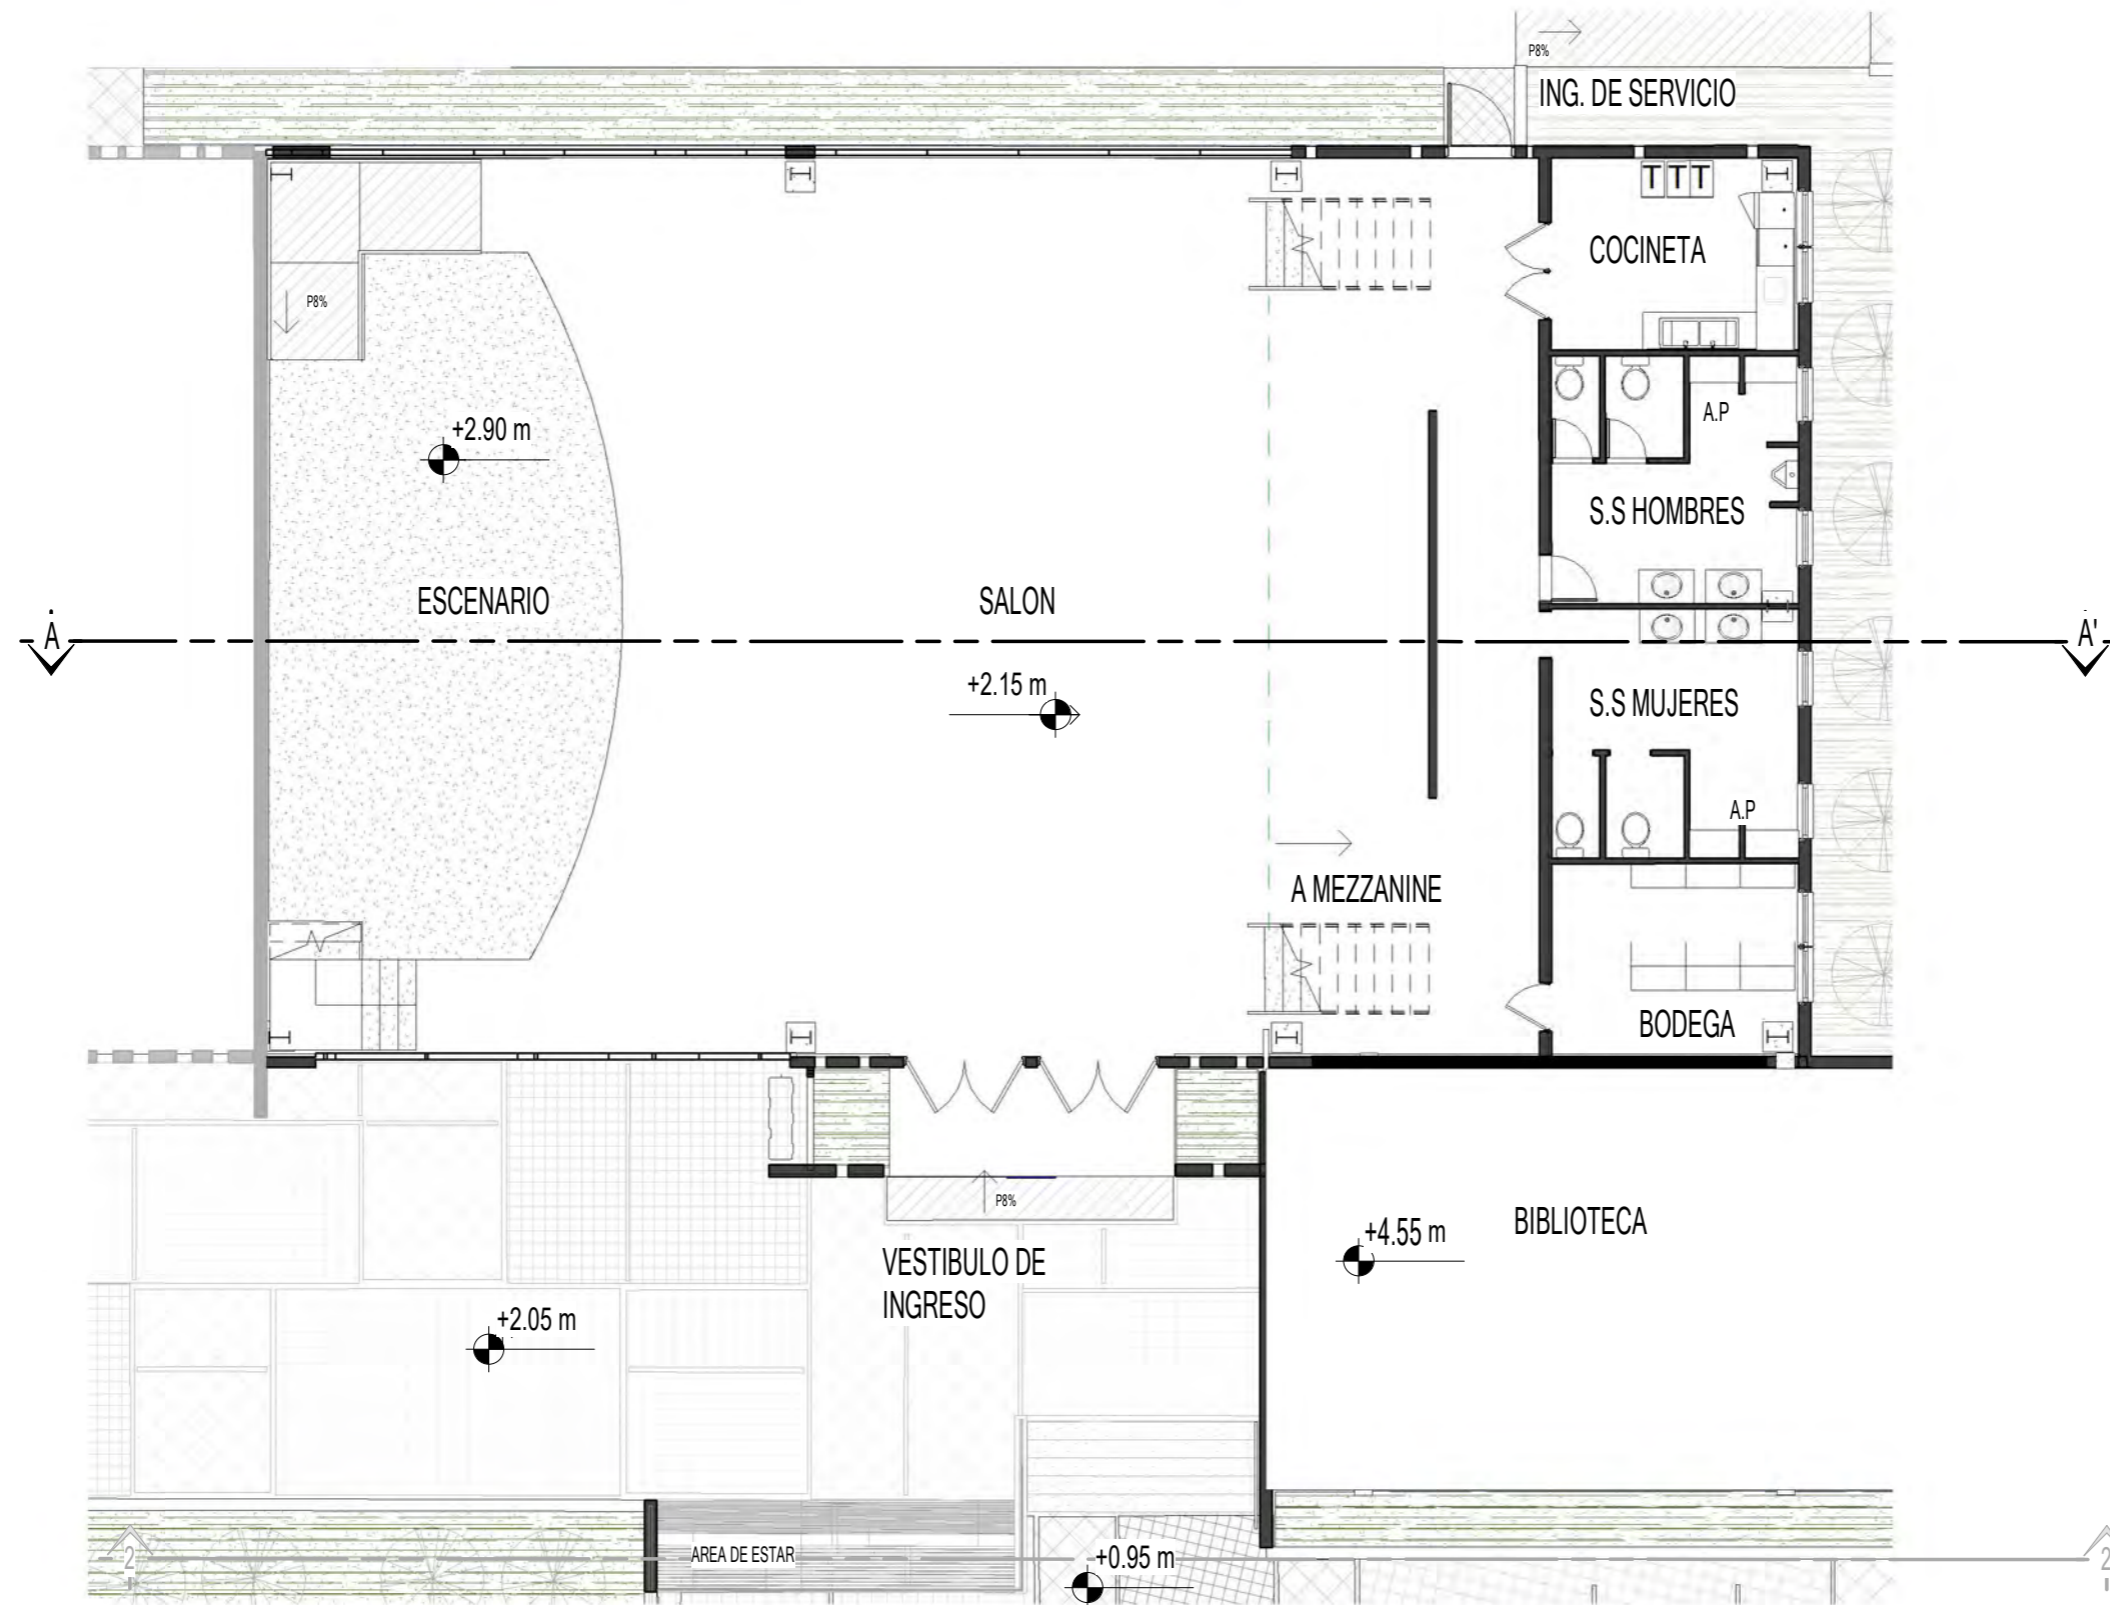 P8%
ING. DE SERVICIO
T T T
COCINETA
P8%
A.P
+2.90 m
S.S HOMBRES
ESCENARIO
SALON
A
A'
+2.15 m
S.S MUJERES
A.P
A MEZZANINE
BODEGA
P8%
BIBLIOTECA
+4.55 m
VESTIBULO DE
INGRESO
+2.05 m
AREA DE ESTAR
+0.95 m
2
2